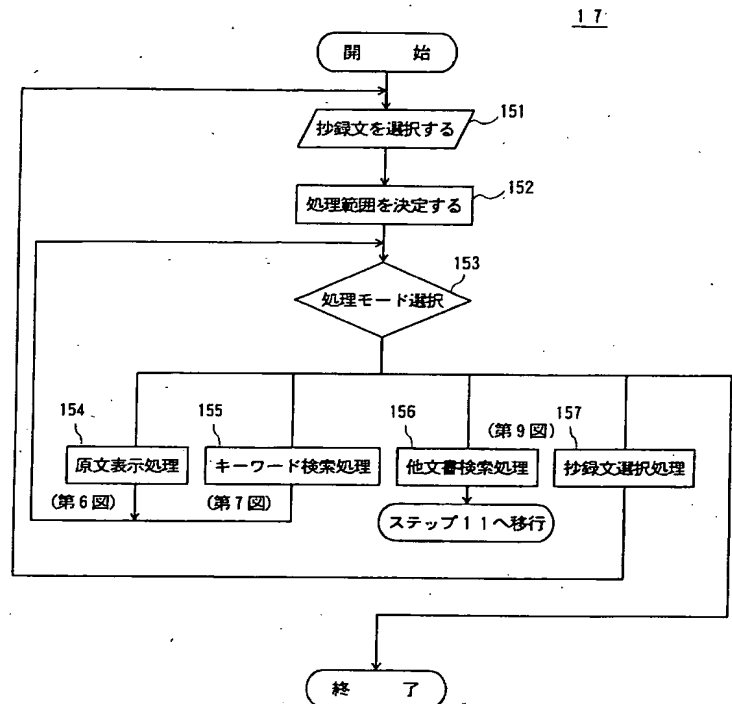 17
開 始
抄録文を選択する
151
処理範囲を決定する
152
処理モード選択
153
154
原文表示処理
(第6図)
155
キーワード検索処理
(第7図)
156
他文書検索処理
(第9図)
157
抄録文選択処理
ステップ11へ移行
終 了